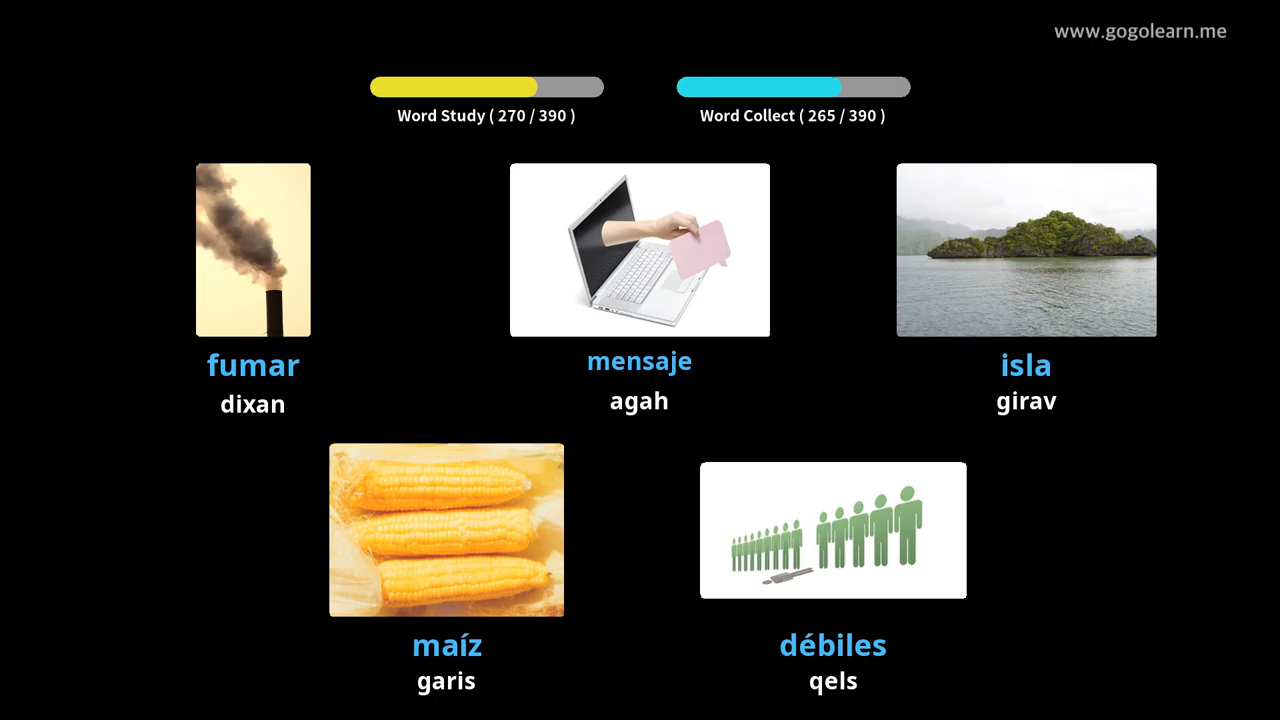 www.gogolearn.me
Word Study ( 270 / 390 )
Word Collect ( 265 / 390 )
fumar
dixan
mensaje
agah
isla
girav
maíz
garis
débiles
qels